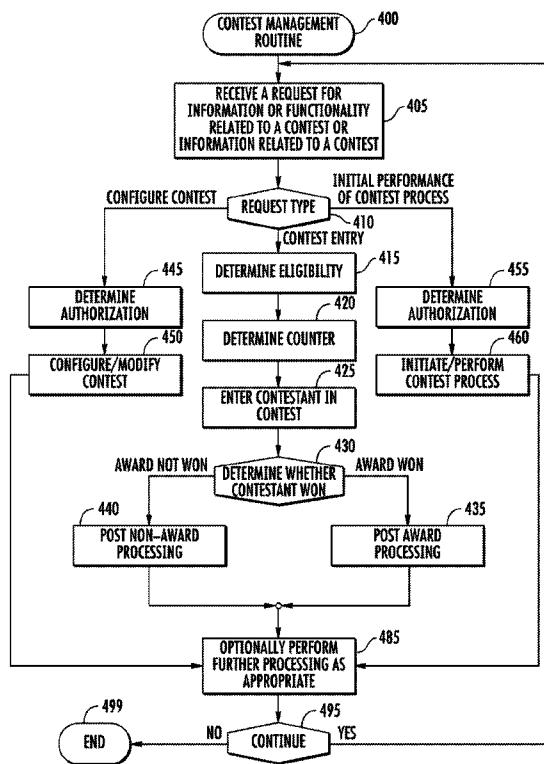 CONTEST MANAGEMENT
ROUTINE
400
RECEIVE A REQUEST FOR
INFORMATION OR FUNCTIONALITY
RELATED TO A CONTEST OR
INFORMATION RELATED TO A CONTEST
405
CONFIGURE CONTEST
INITIAL PERFORMANCE
OF CONTEST PROCESS
REQUEST TYPE
410
CONTEST ENTRY
445
DETERMINE
AUTHORIZATION
DETERMINE ELIGIBILITY
415
455
DETERMINE
AUTHORIZATION
420
DETERMINE COUNTER
450
CONFIGURE/MODIFY
CONTEST
460
INITIATE/PERFORM
CONTEST PROCESS
425
ENTER CONTESTANT IN
CONTEST
430
AWARD NOT WON
DETERMINE WHETHER
CONTESTANT WON
AWARD WON
440
POST NON-AWARD
PROCESSING
435
POST AWARD
PROCESSING
OPTIONALLY PERFORM
FURTHER PROCESSING AS
APPROPRIATE
485
499
END
NO
CONTINUE
495
YES